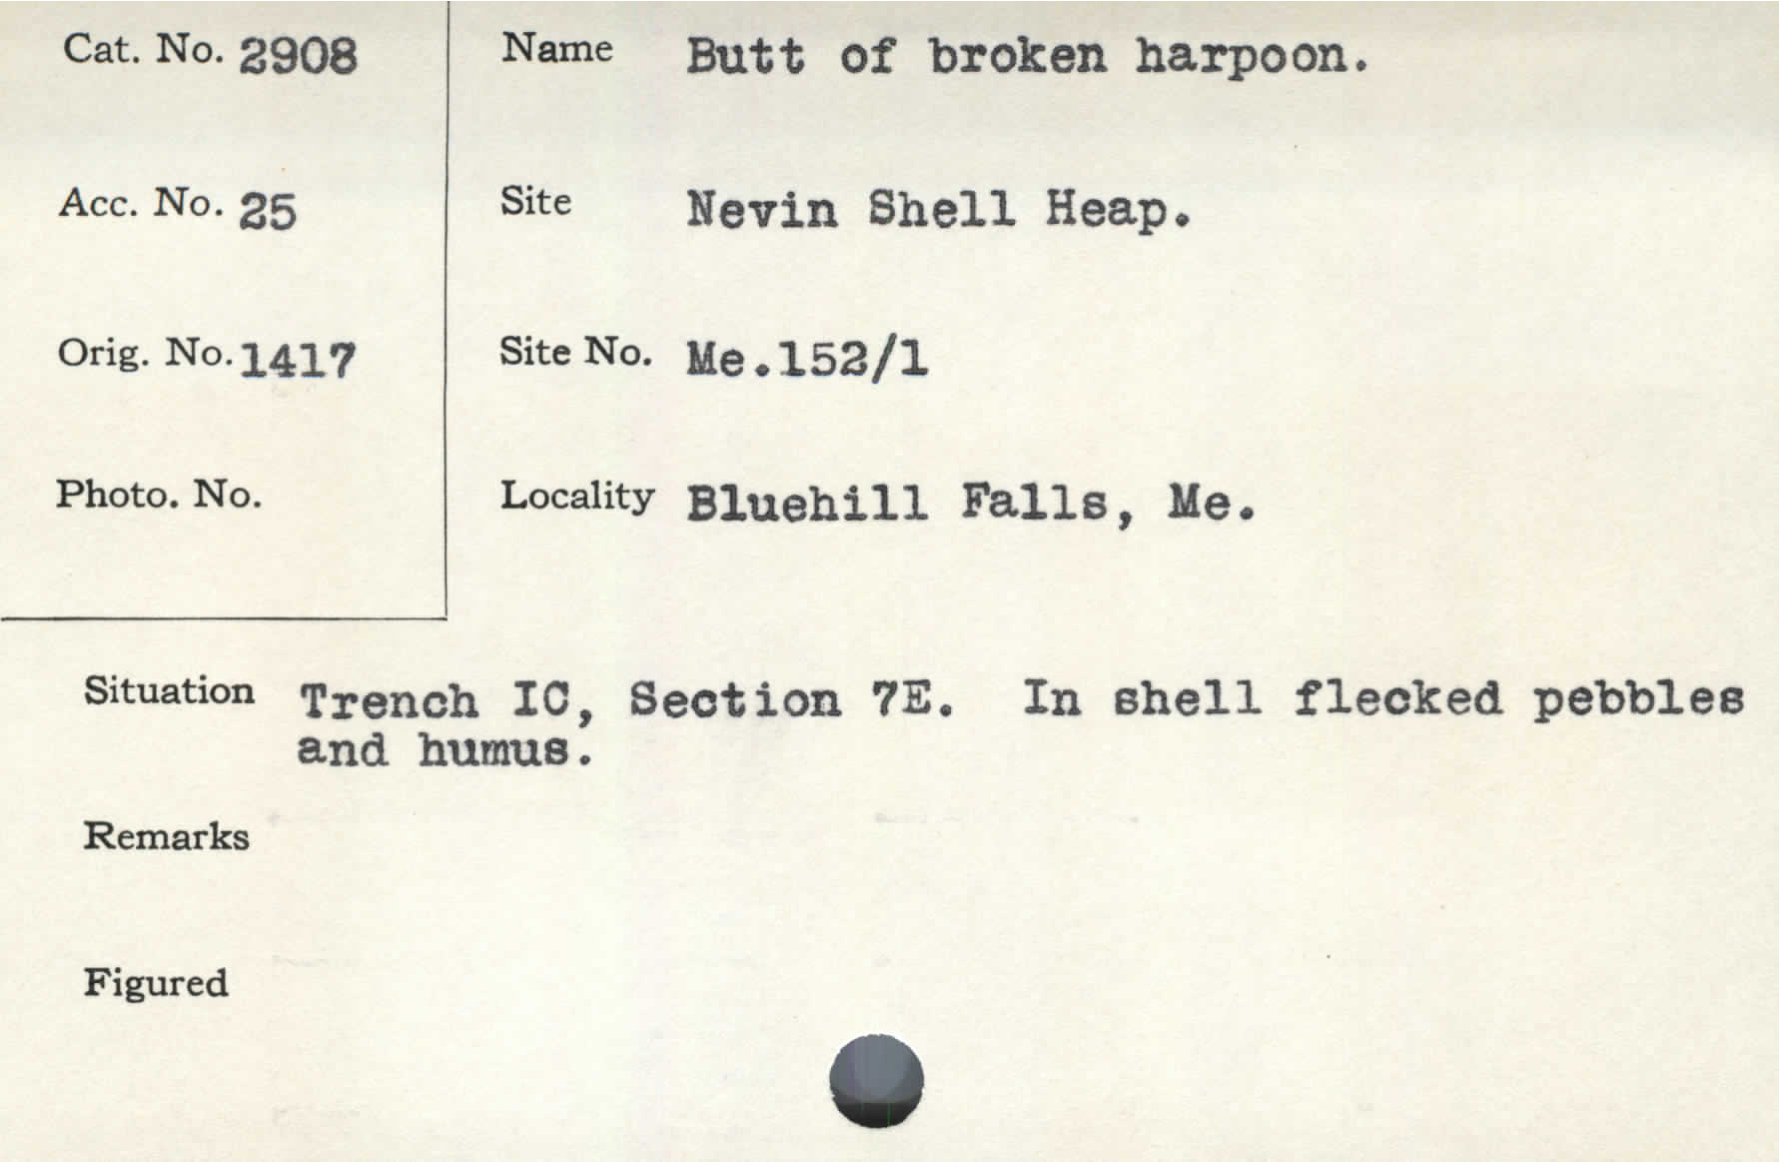 Cat. No. 2908
Acc. No. 25
Orig. No. 1417
Photo. No.
Name Butt of broken harpoon.
Site Nevin Shell Heap.
Site No. Me.152/1
Locality Bluehill Falls, Me.
Situation Trench IC, Section 7E.  In shell flecked pebbles
and humus.
Remarks
Figured